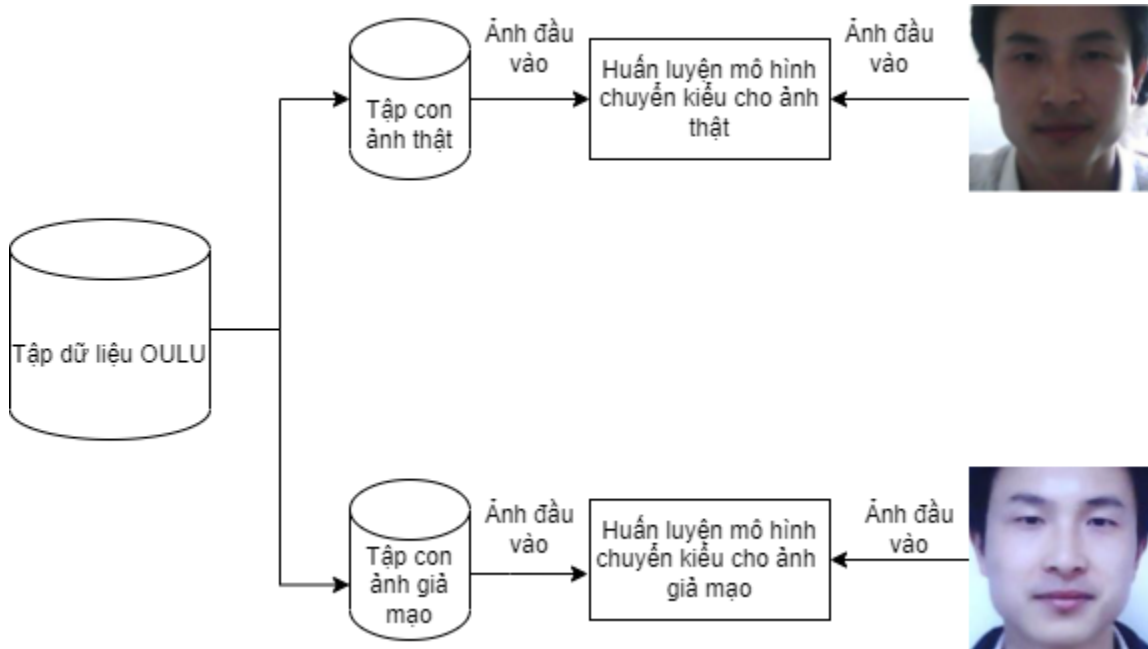 Ảnh đầu
vào
Huấn luyện mô hình
chuyển kiểu cho ảnh
thật
Ảnh đầu
vào
Tập con
ảnh thật
Tập dữ liệu OULU
Ảnh đầu
vào
Huấn luyện mô hình
chuyển kiểu cho ảnh
giả mạo
Ảnh đầu
vào
Tập con
ảnh giả
mạo